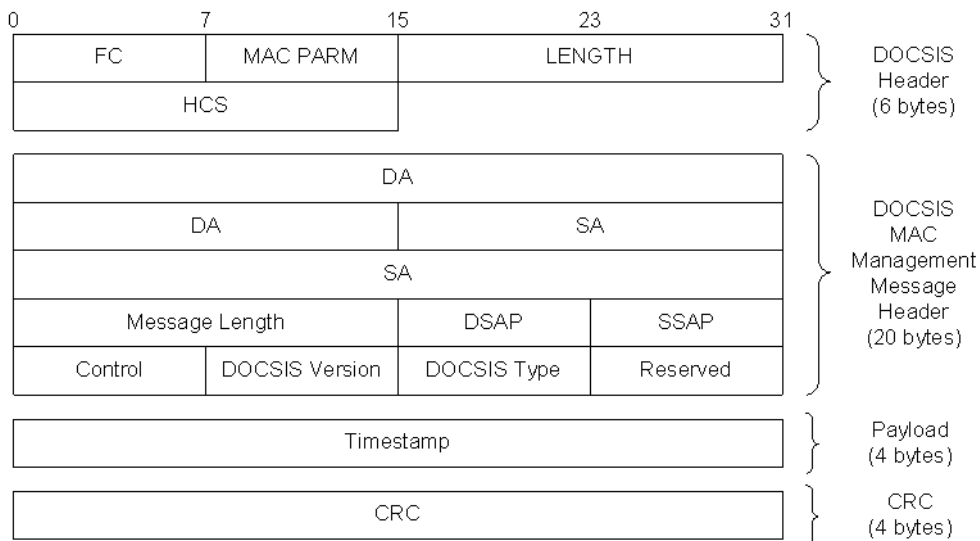 0 7 15 23 31
FC MAC PARM LENGTH
HCS
DOCSIS
Header
(6 bytes)
DA
DA SA
SA
Message Length DSAP SSAP
Control DOCSIS Version DOCSIS Type Reserved
DOCSIS
MAC
Management
Message
Header
(20 bytes)
Timestamp
Payload
(4 bytes)
CRC
CRC
(4 bytes)